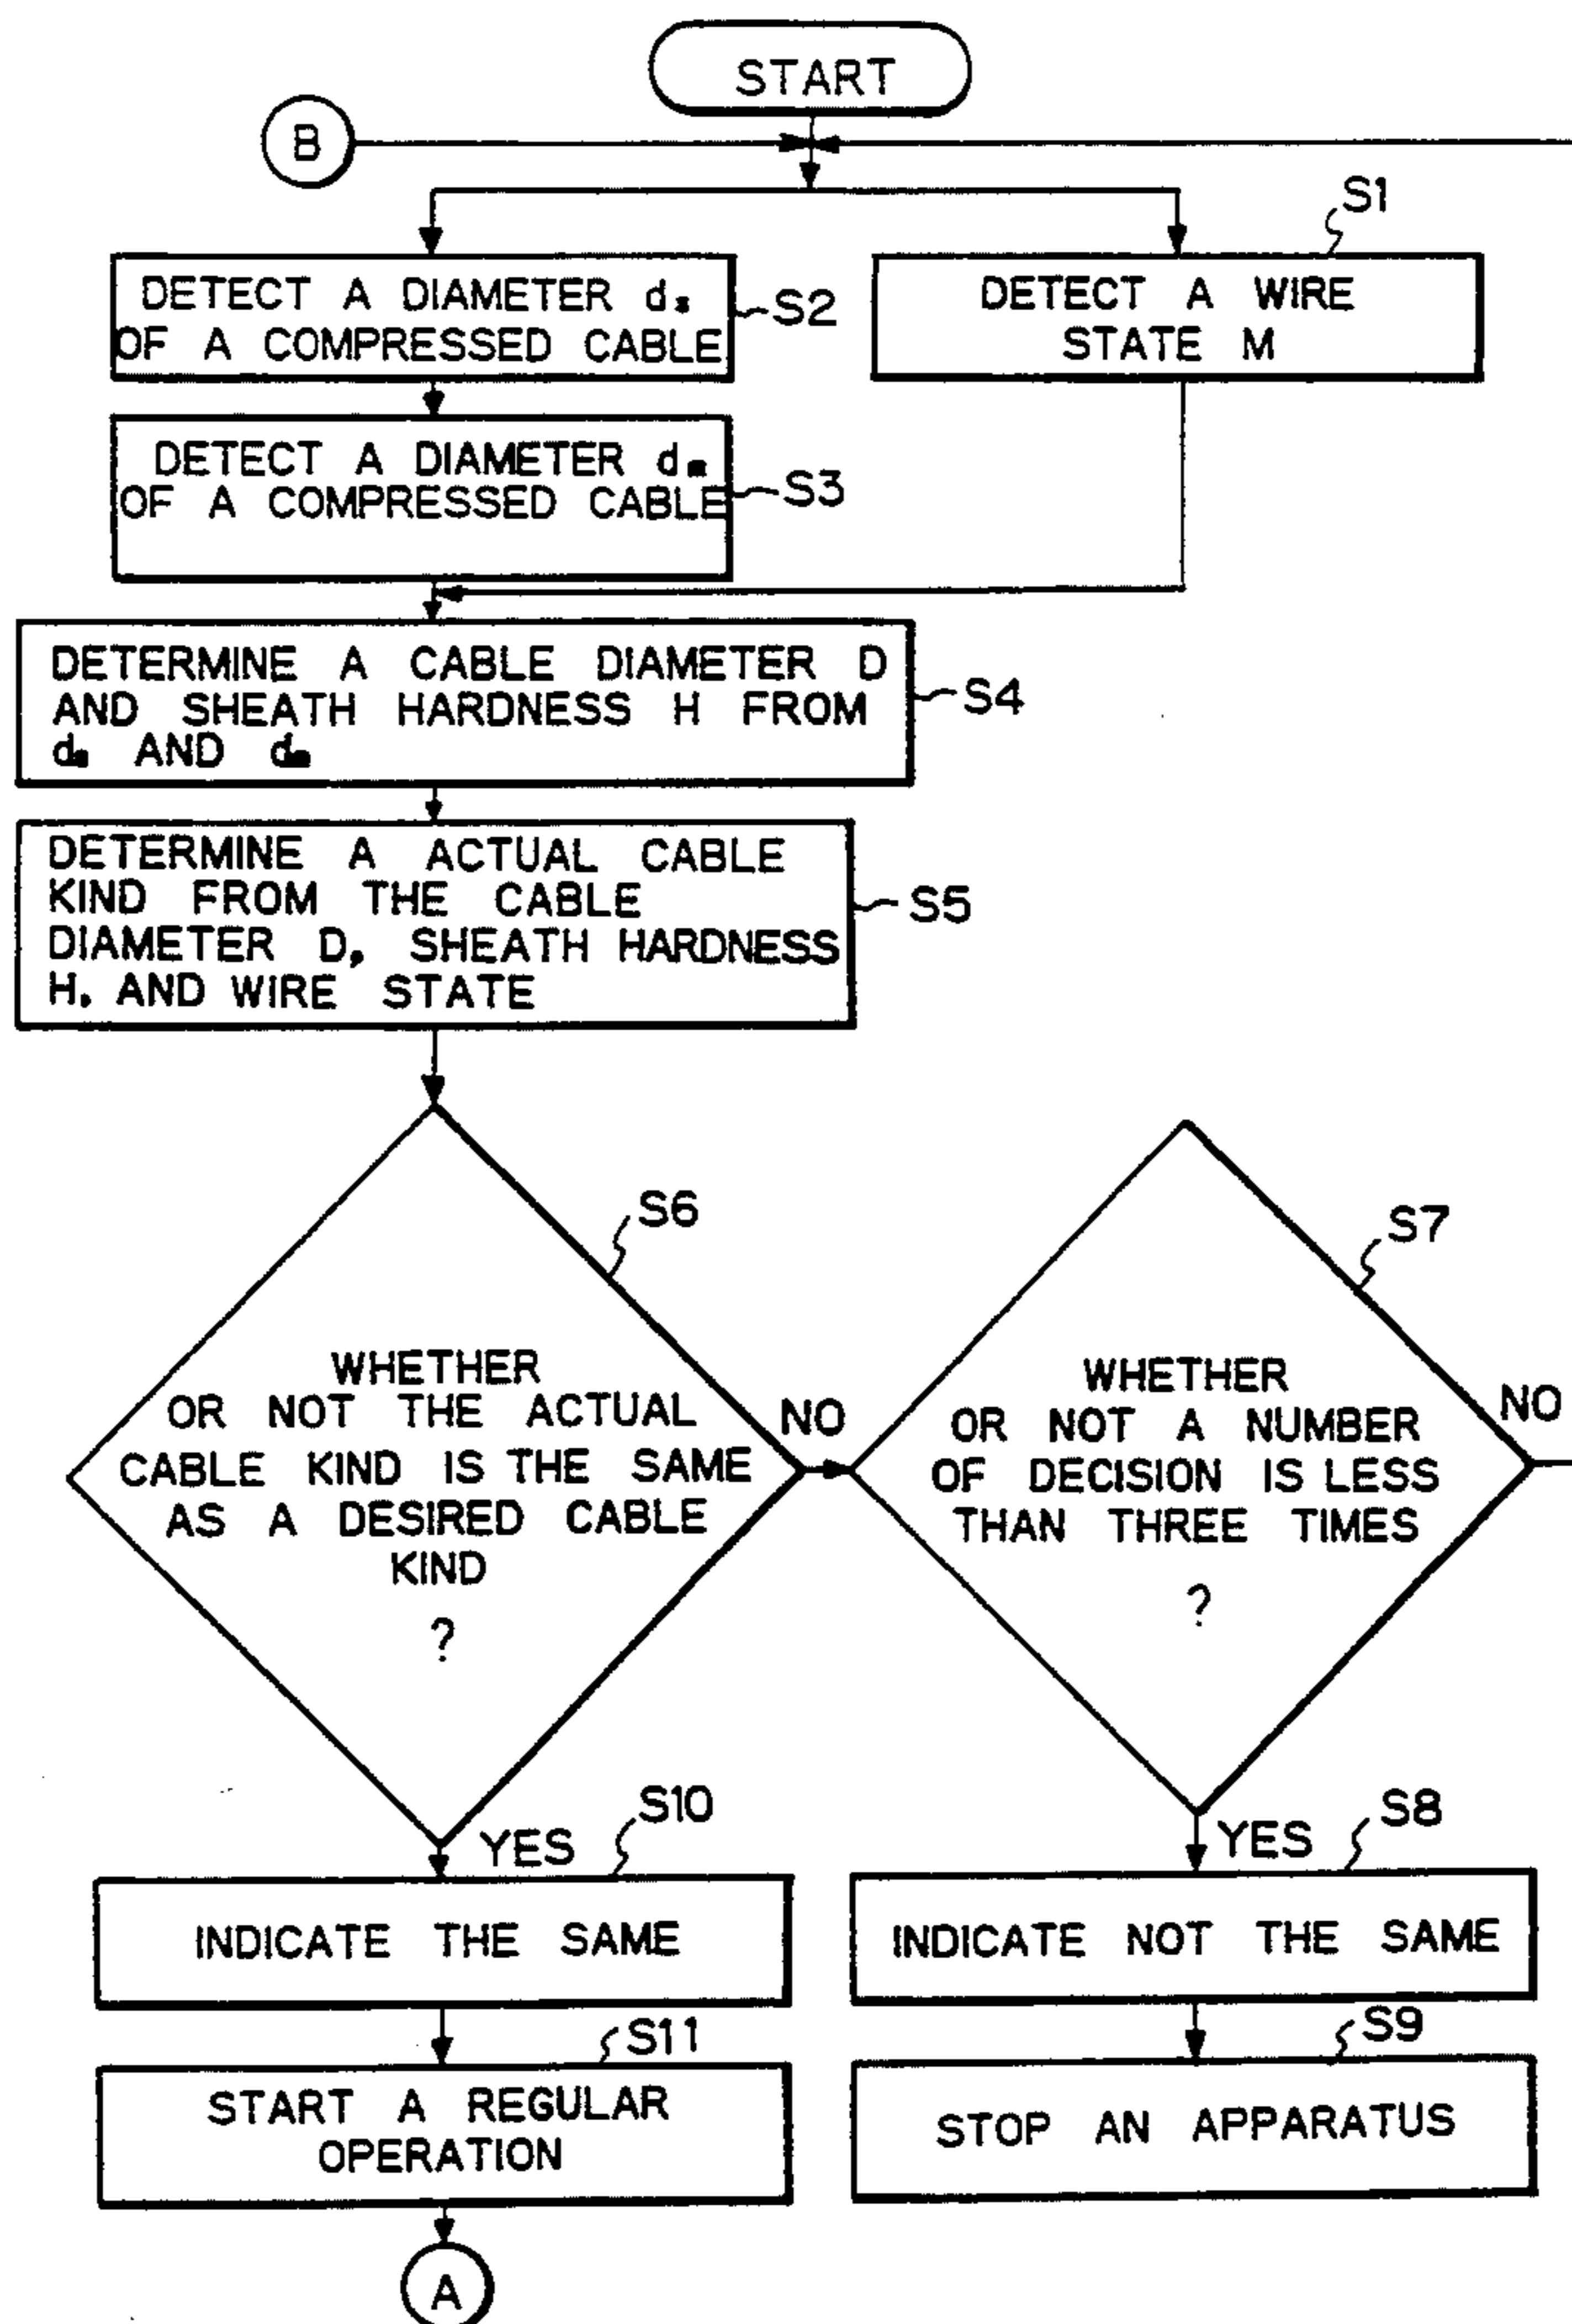 START
B
S1
DETECT A DIAMETER ds
OF A COMPRESSED CABLE
S2
DETECT A WIRE
STATE M
DETECT A DIAMETER dm
OF A COMPRESSED CABLE
S3
DETERMINE A CABLE DIAMETER D
AND SHEATH HARDNESS H FROM
ds AND dm
S4
DETERMINE A ACTUAL CABLE
KIND FROM THE CABLE
DIAMETER D, SHEATH HARDNESS
H. AND WIRE STATE
S5
S6
WHETHER
OR NOT THE ACTUAL
CABLE KIND IS THE SAME
AS A DESIRED CABLE
KIND
?
NO
S7
WHETHER
OR NOT A NUMBER
OF DECISION IS LESS
THAN THREE TIMES
?
NO
YES
S10
INDICATE THE SAME
YES
S8
INDICATE NOT THE SAME
S11
START A REGULAR
OPERATION
S9
STOP AN APPARATUS
A